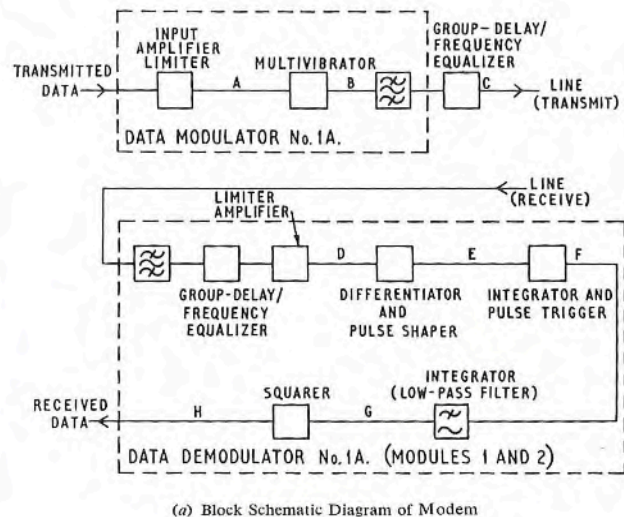 INPUT
AMPLIFIER
LIMITER
GROUP-DELAY/
FREQUENCY
EQUALIZER
TRANSMITTED
DATA
A
MULTIVIBRATOR
B
C
LINE
(TRANSMIT)
DATA MODULATOR No.1A.
LINE
(RECEIVE)
LIMITER
AMPLIFIER
D
E
F
GROUP-DELAY/
FREQUENCY
EQUALIZER
DIFFERENTIATOR
AND
PULSE SHAPER
INTEGRATOR AND
PULSE TRIGGER
RECEIVED
DATA
H
SQUARER
G
INTEGRATOR
(LOW-PASS FILTER)
DATA DEMODULATOR No.1A. (MODULES 1 AND 2)
(a) Block Schematic Diagram of Modem